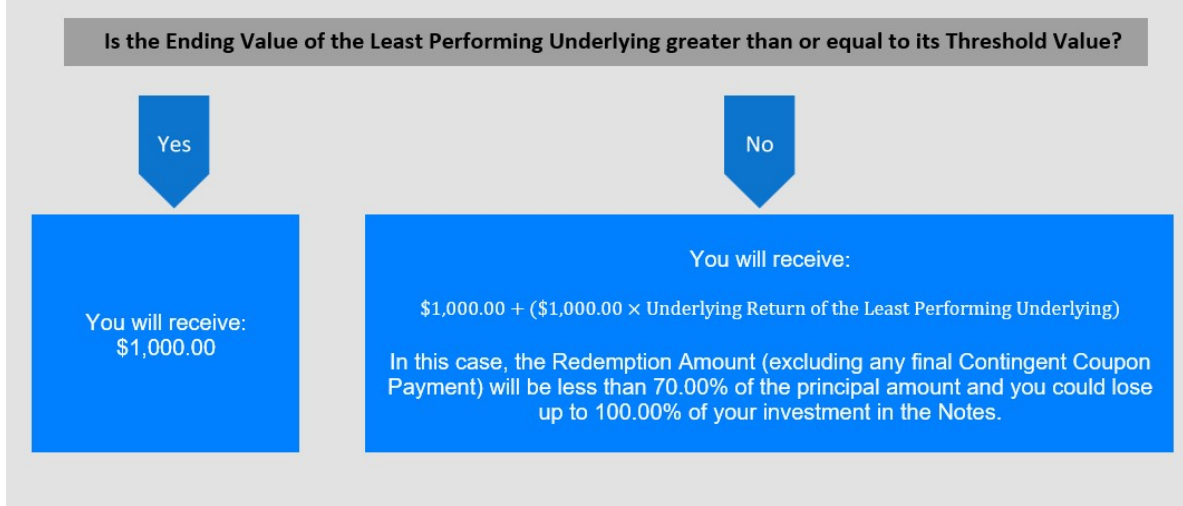 Is the Ending Value of the Least Performing Underlying greater than or equal to its Threshold Value?
Yes
No
You will receive:
$1,000.00
You will receive:
$1,000.00 + ($1,000.00 × Underlying Return of the Least Performing Underlying)
In this case, the Redemption Amount (excluding any final Contingent Coupon
Payment) will be less than 70.00% of the principal amount and you could lose
up to 100.00% of your investment in the Notes.